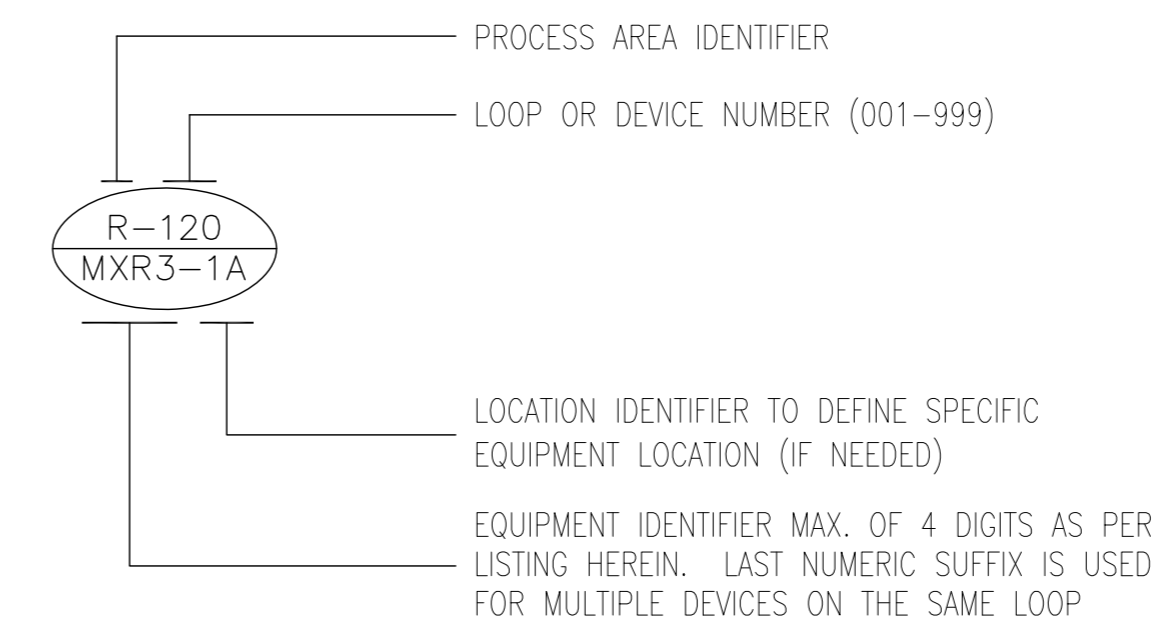 PROCESS AREA IDENTIFIER
LOOP OR DEVICE NUMBER (001-999)
R-120
MXR3-1A
LOCATION IDENTIFIER TO DEFINE SPECIFIC
EQUIPMENT LOCATION (IF NEEDED)
EQUIPMENT IDENTIFIER MAX. OF 4 DIGITS AS PER
LISTING HEREIN.  LAST NUMERIC SUFFIX IS USED
FOR MULTIPLE DEVICES ON THE SAME LOOP